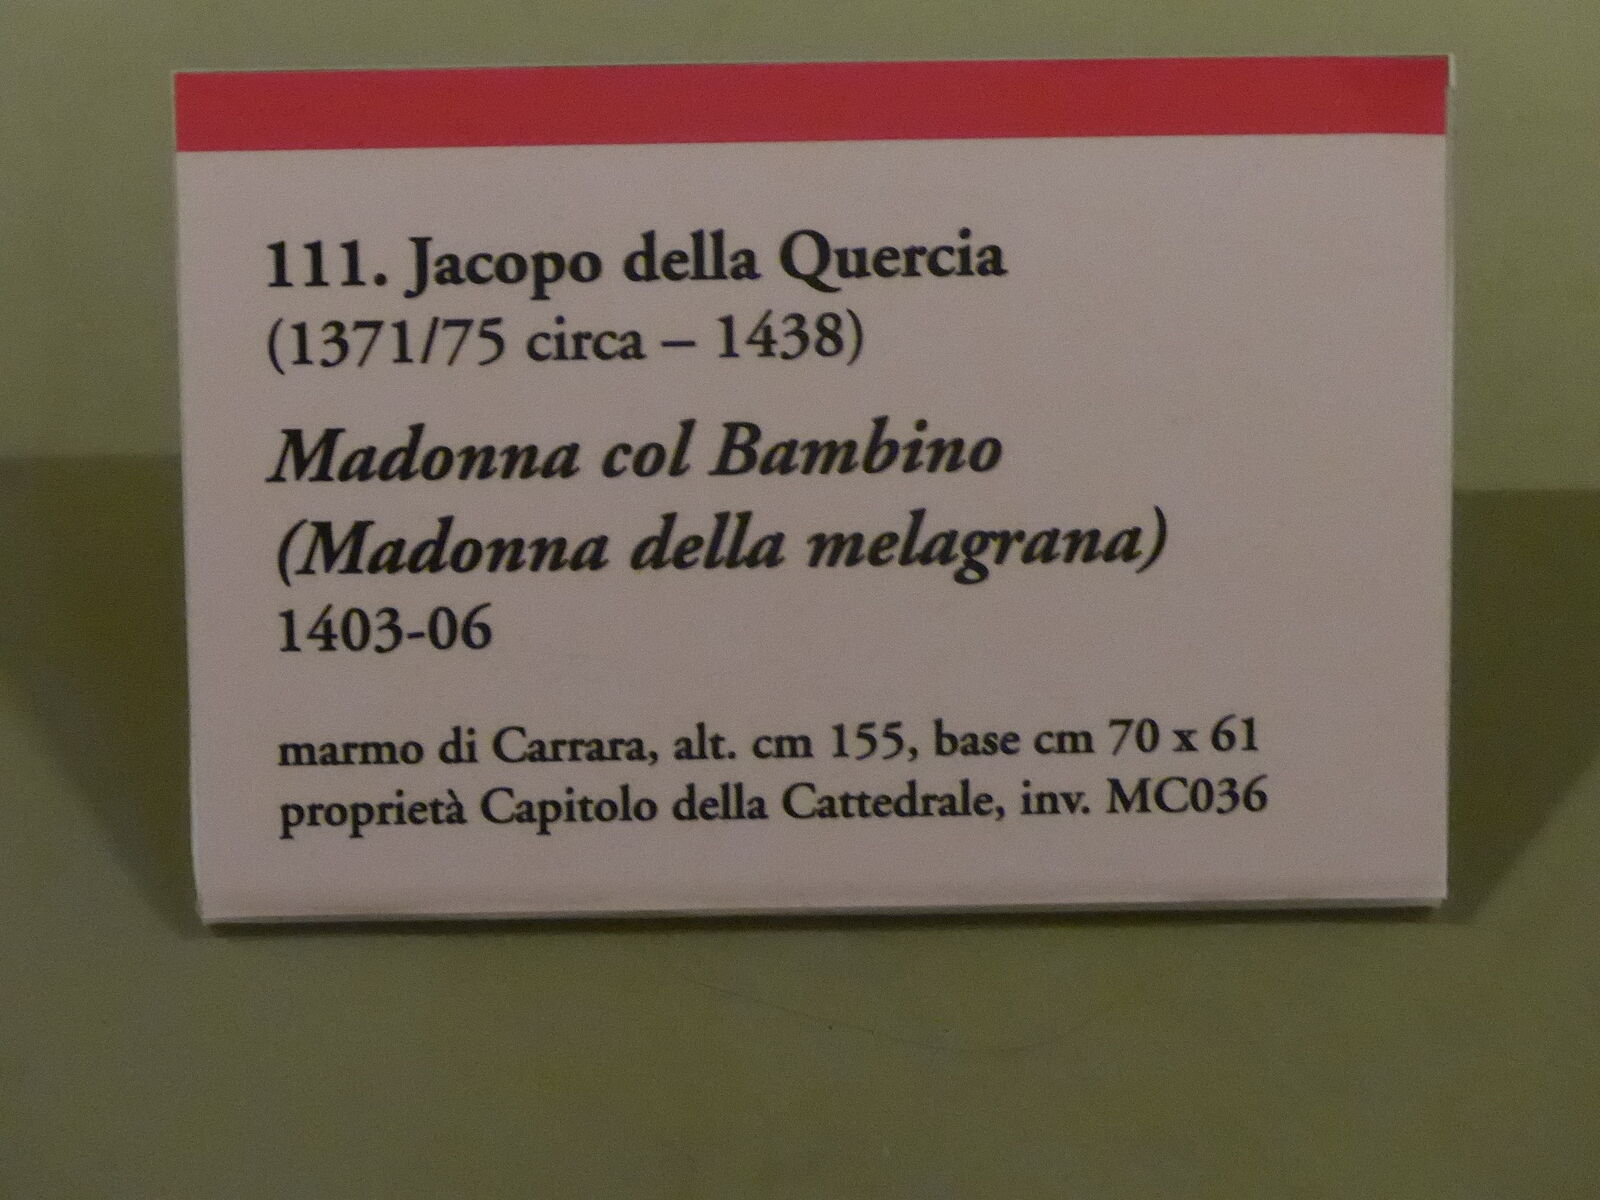 111. Jacopo della Quercia
(1371/75 circa – 1438)
Madonna col Bambino
(Madonna della melagrana)
1403-06
marmo di Carrara, alt. cm 155, base cm 70 x 61
proprietà Capitolo della Cattedrale, inv. MC036